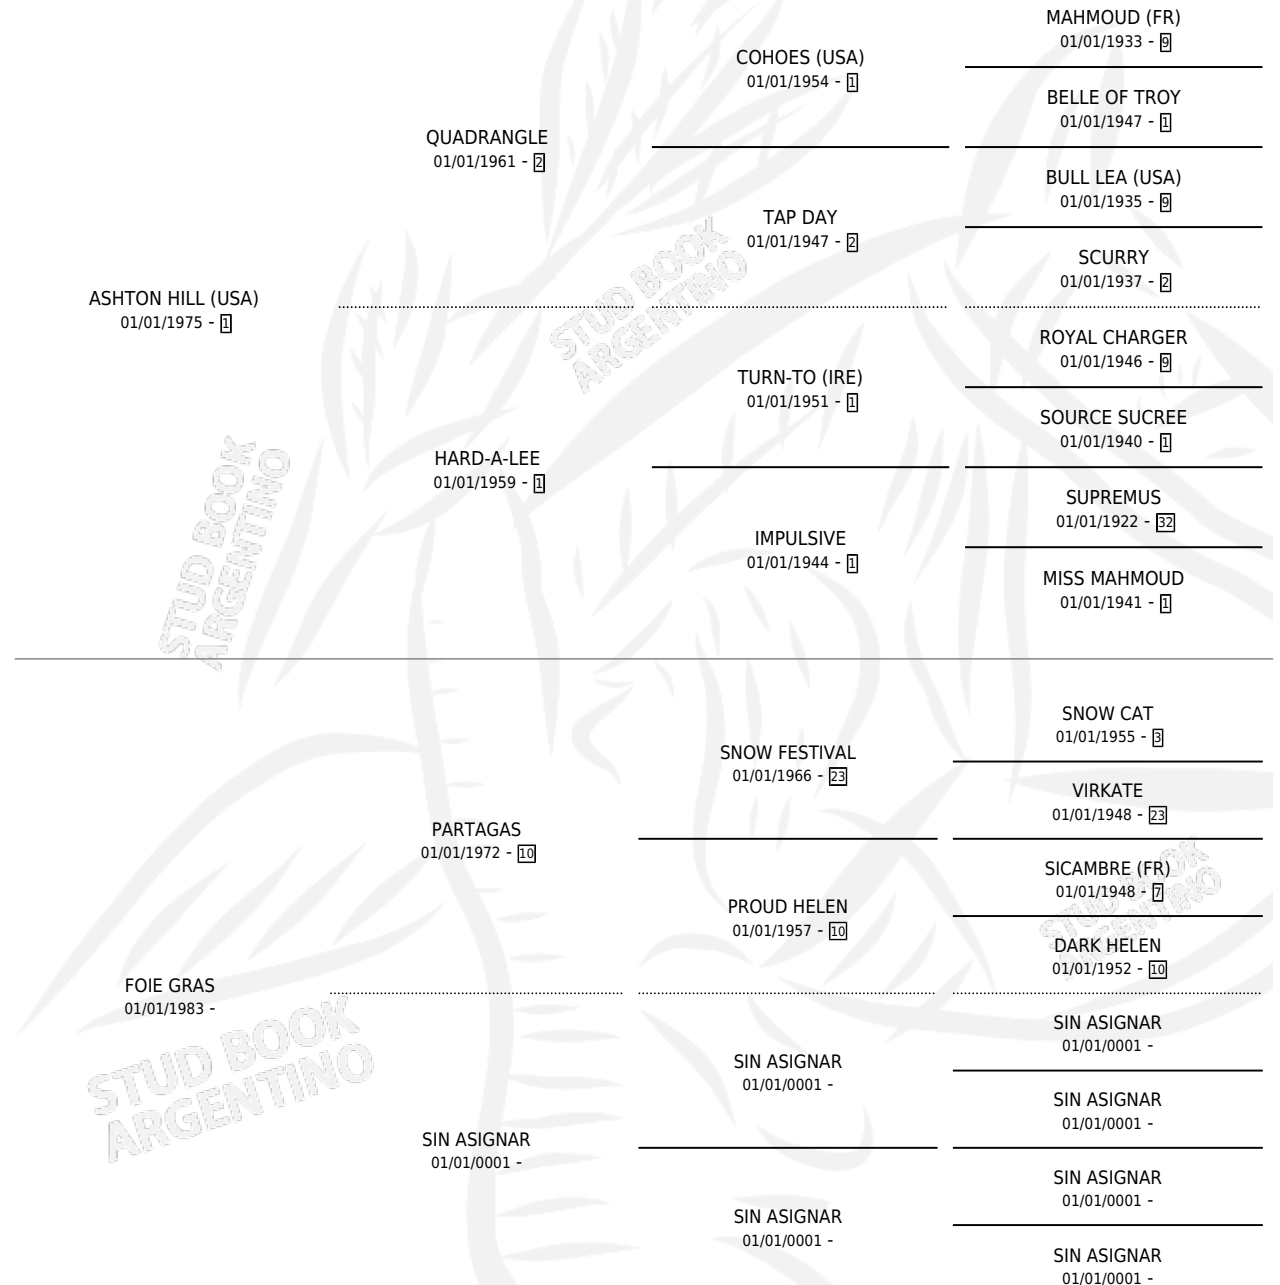 MAHMOUD (FR)
01/01/1933 - 9
COHOES (USA)
01/01/1954 - 1
BELLE OF TROY
01/01/1947 - 1
QUADRANGLE
01/01/1961 - 2
BULL LEA (USA)
01/01/1935 - 9
TAP DAY
01/01/1947 - 2
SCURRY
01/01/1937 - 2
ASHTON HILL (USA)
01/01/1975 - 1
ROYAL CHARGER
01/01/1946 - 9
TURN-TO (IRE)
01/01/1951 - 1
SOURCE SUCREE
01/01/1940 - 1
HARD-A-LEE
01/01/1959 - 1
SUPREMUS
01/01/1922 - 32
IMPULSIVE
01/01/1944 - 1
MISS MAHMOUD
01/01/1941 - 1
SNOW CAT
01/01/1955 - 3
SNOW FESTIVAL
01/01/1966 - 23
VIRKATE
01/01/1948 - 23
PARTAGAS
01/01/1972 - 10
SICAMBRE (FR)
01/01/1948 - 7
PROUD HELEN
01/01/1957 - 10
DARK HELEN
01/01/1952 - 10
FOIE GRAS
01/01/1983 -
SIN ASIGNAR
01/01/0001 -
SIN ASIGNAR
01/01/0001 -
SIN ASIGNAR
01/01/0001 -
SIN ASIGNAR
01/01/0001 -
SIN ASIGNAR
01/01/0001 -
SIN ASIGNAR
01/01/0001 -
SIN ASIGNAR
01/01/0001 -
STUD BOOK
ARGENTINO
STUD BOOK
ARGENTINO
STUD BOOK
ARGENTINO
STUD BOOK
ARGENTINO